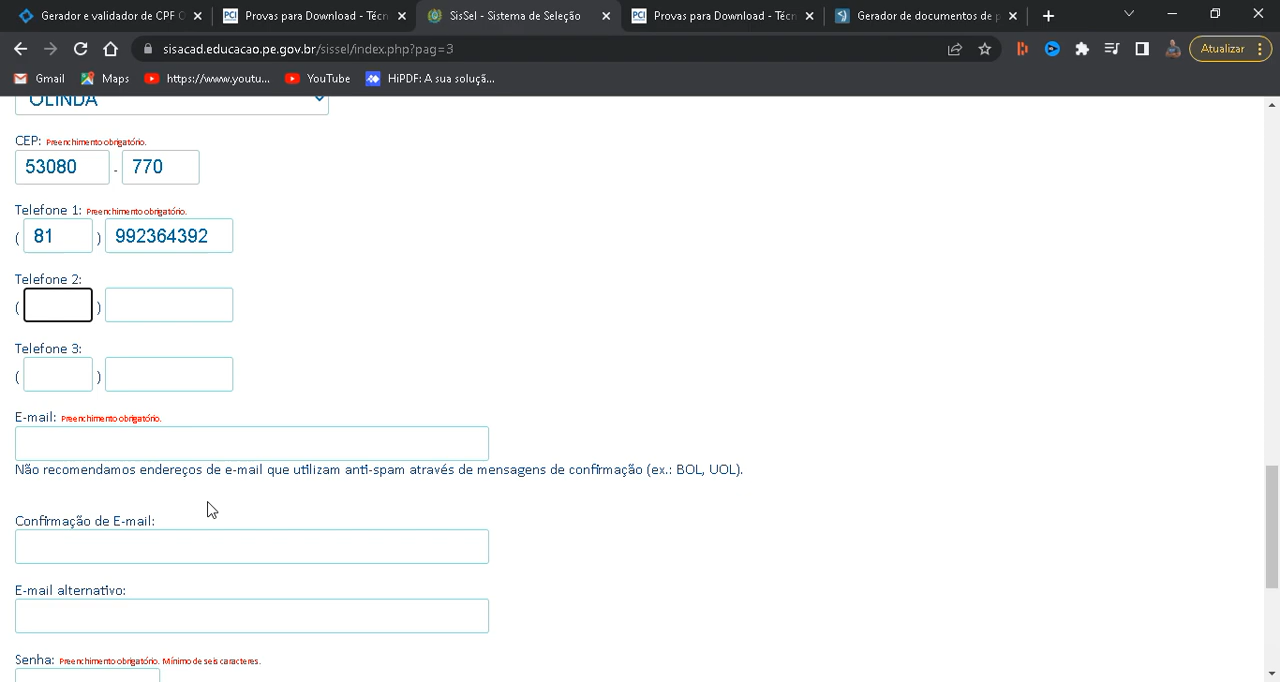 Gerador e validador de CPF
Provas para Download - Técn
SisSel - Sistema de Seleção
Provas para Download - Técn
Gerador de documentos de p
sisacad.educacao.pe.gov.br/sissel/index.php?pag=3
Atualizar
Gmail
Maps
https://www.youtu...
YouTube
HiPDF: A sua soluçã...
OLINDA
CEP: Preenchimento obrigatório.
53080 - 770
Telefone 1: Preenchimento obrigatório.
( 81 ) 992364392
Telefone 2:
( )
Telefone 3:
( )
E-mail: Preenchimento obrigatório.
Não recomendamos endereços de e-mail que utilizam anti-spam através de mensagens de confirmação (ex.: BOL, UOL).
Confirmação de E-mail:
E-mail alternativo:
Senha: Preenchimento obrigatório. Mínimo de seis caracteres.